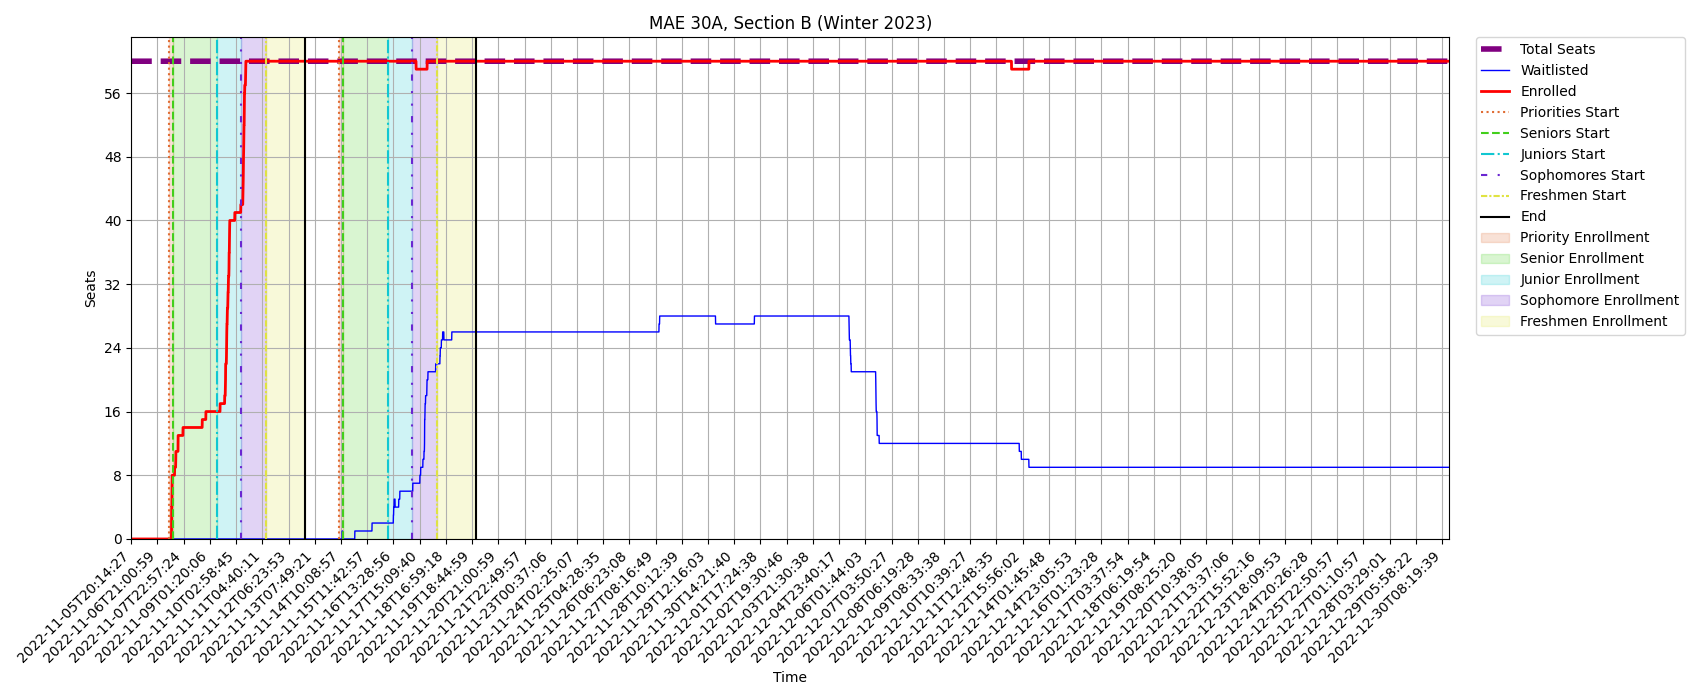 MAE 30A, Section B (Winter 2023)
Seats
56
48
40
32
24
16
8
0
2022-11-05T20:14:27
2022-11-06T21:00:59
2022-11-07T22:57:24
2022-11-09T01:20:06
2022-11-10T02:58:45
2022-11-11T04:40:11
2022-11-12T06:23:53
2022-11-13T07:49:21
2022-11-14T10:08:57
2022-11-15T11:42:57
2022-11-16T13:28:56
2022-11-17T15:09:40
2022-11-18T16:59:18
2022-11-19T18:44:59
2022-11-20T21:00:59
2022-11-21T22:49:57
2022-11-23T00:37:06
2022-11-24T02:25:07
2022-11-25T04:28:35
2022-11-26T06:23:08
2022-11-27T08:16:49
2022-11-28T10:12:39
2022-11-29T12:16:03
2022-11-30T14:21:40
2022-12-01T17:24:38
2022-12-02T19:30:46
2022-12-03T21:30:38
2022-12-04T23:40:17
2022-12-06T01:44:03
2022-12-07T03:50:27
2022-12-08T06:19:28
2022-12-09T08:33:38
2022-12-10T10:39:27
2022-12-11T12:48:35
2022-12-12T15:56:02
2022-12-14T01:45:48
2022-12-14T23:05:53
2022-12-16T01:23:28
2022-12-17T03:37:54
2022-12-18T06:19:54
2022-12-19T08:25:20
2022-12-20T10:38:05
2022-12-21T13:37:06
2022-12-22T15:52:16
2022-12-23T18:09:53
2022-12-24T20:26:28
2022-12-25T22:50:57
2022-12-27T01:10:57
2022-12-28T03:29:01
2022-12-29T05:58:22
2022-12-30T08:19:39
Time
Total Seats
Waitlisted
Enrolled
Priorities Start
Seniors Start
Juniors Start
Sophomores Start
Freshmen Start
End
Priority Enrollment
Senior Enrollment
Junior Enrollment
Sophomore Enrollment
Freshmen Enrollment